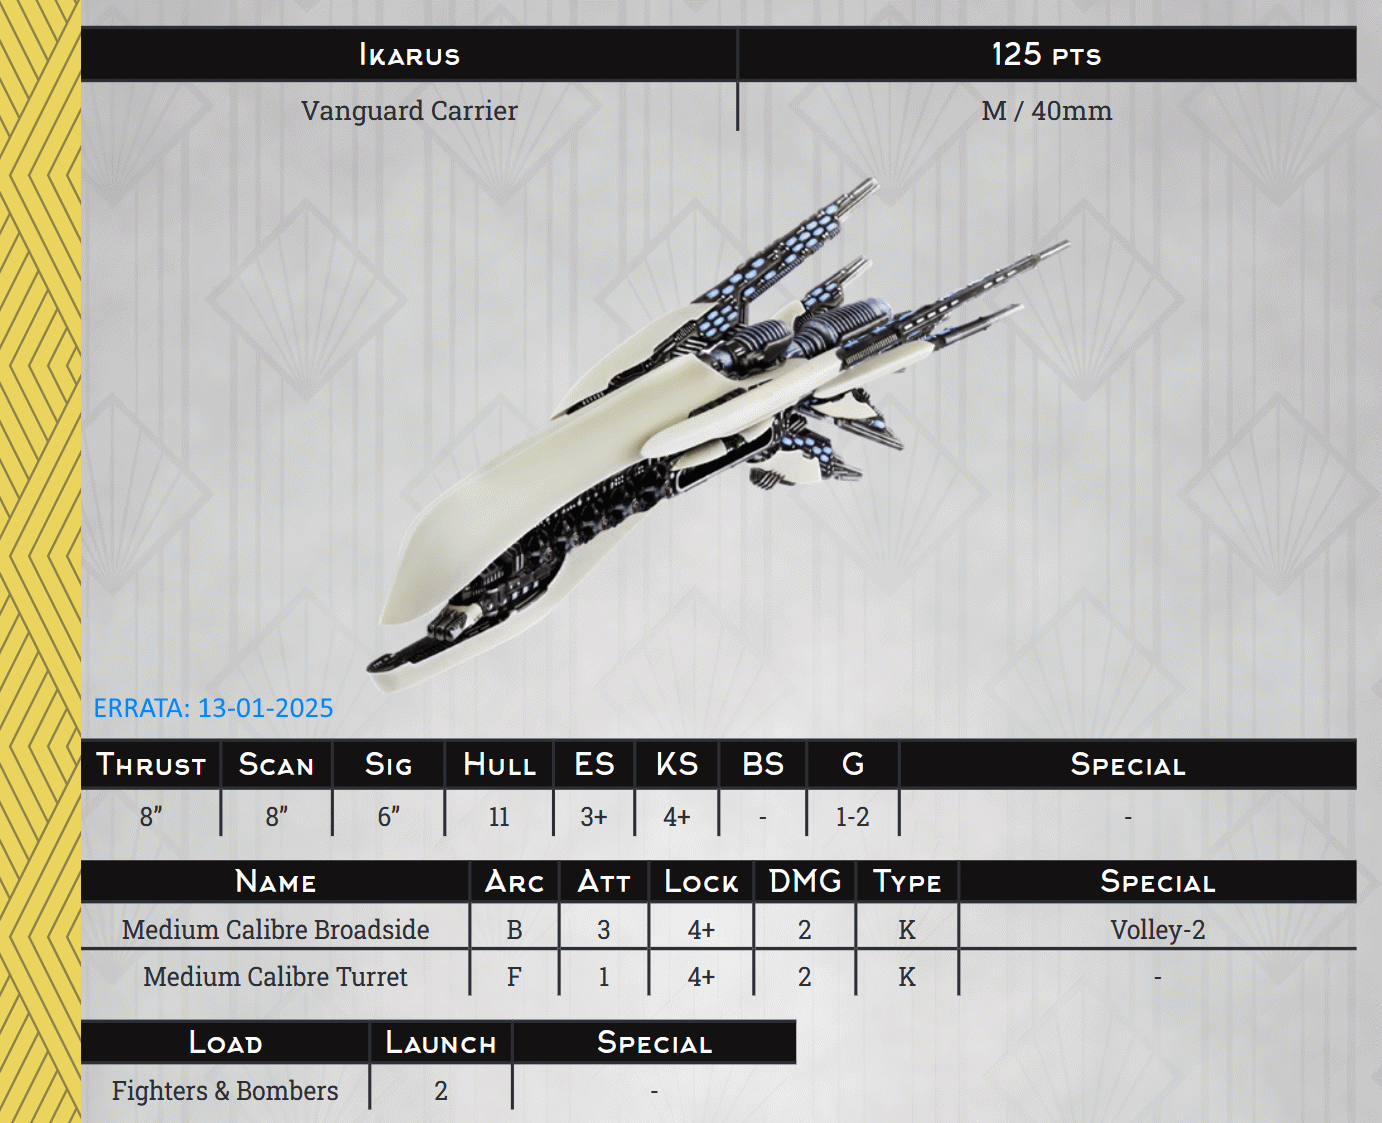 Ikarus 125 pts
Vanguard Carrier M / 40mm
ERRATA: 13-01-2025
Thrust Scan Sig Hull ES KS BS G Special
8” 8” 6” 11 3+ 4+ - 1-2 -
Name Arc Att Lock DMG Type Special
Medium Calibre Broadside B 3 4+ 2 K Volley-2
Medium Calibre Turret F 1 4+ 2 K -
Load Launch Special
Fighters & Bombers 2 -